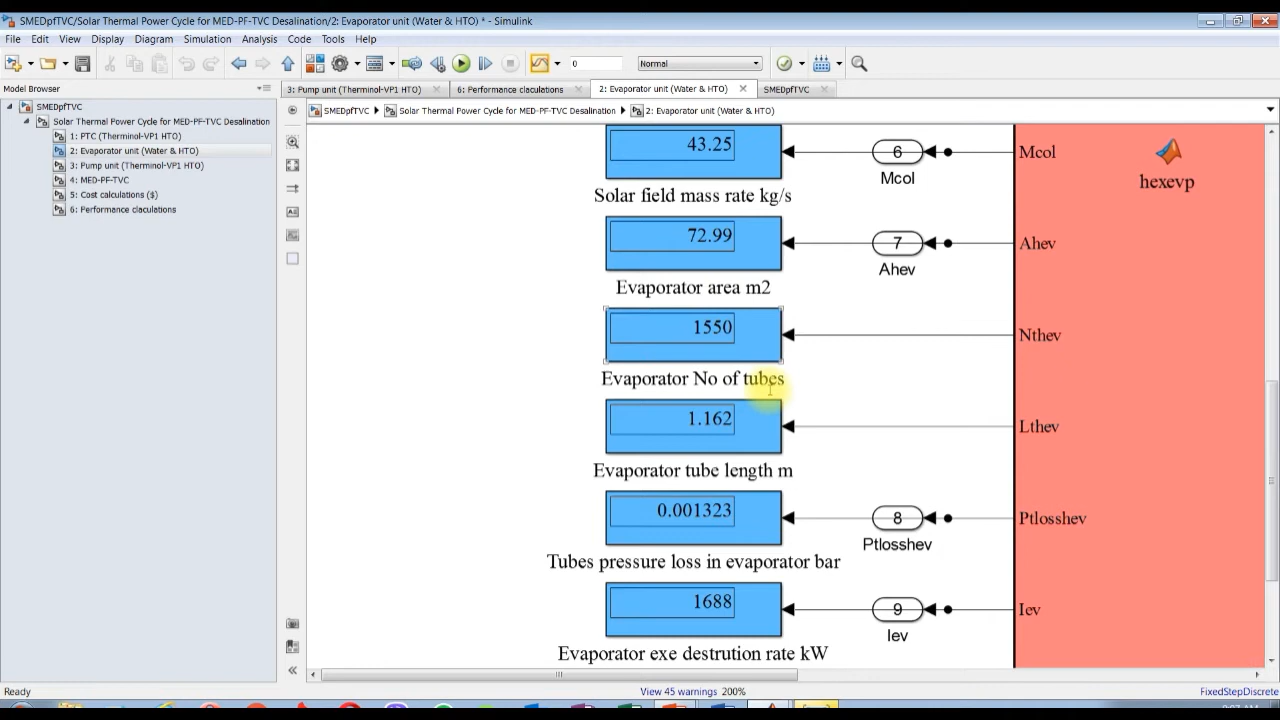 SMEDpfTVC/Solar Thermal Power Cycle for MED-PF-TVC Desalination/2: Evaporator unit (Water & HTO) * - Simulink
File Edit View Display Diagram Simulation Analysis Code Tools Help
0 Normal
Model Browser
3: Pump unit (Therminol-VP1 HTO) 6: Performance claculations 2: Evaporator unit (Water & HTO) SMEDpfTVC
SMEDpfTVC Solar Thermal Power Cycle for MED-PF-TVC Desalination 2: Evaporator unit (Water & HTO)
SMEDpfTVC
Solar Thermal Power Cycle for MED-PF-TVC Desalination
1: PTC (Therminol-VP1 HTO)
2: Evaporator unit (Water & HTO)
3: Pump unit (Therminol-VP1 HTO)
4: MED-PF-TVC
5: Cost calculations ($)
6: Performance claculations
43.25 6 Mcol
Mcol
Solar field mass rate kg/s
hexevp
72.99 7 Ahev
Ahev
Evaporator area m2
1550 Nthev
Evaporator No of tubes
1.162 Lthev
Evaporator tube length m
0.001323 8 Ptlosshev
Ptlosshev
Tubes pressure loss in evaporator bar
1688 9 Iev
Iev
Evaporator exe destrution rate kW
Ready View 45 warnings 200% FixedStepDiscrete